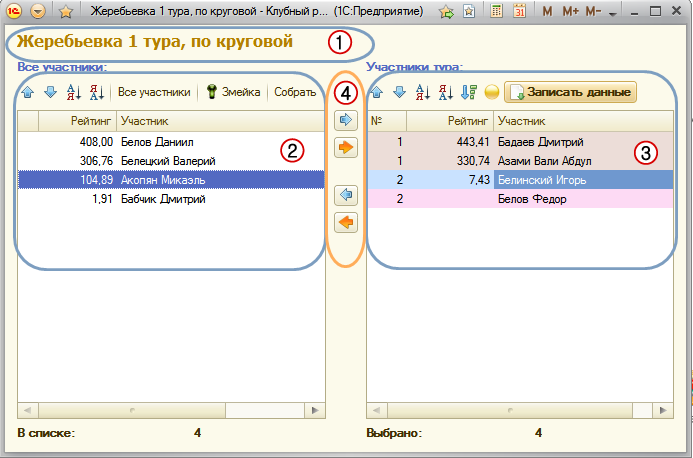 1С Жеребьевка 1 тура, по круговой - Клубный р... (1С:Предприятие) 31 M M+ M-
Жеребьевка 1 тура, по круговой 1
Все участники:
Участники тура:
Все участники Змейка Собрать
4
Записать данные
Рейтинг Участник
№ Рейтинг Участник
408,00 Белов Даниил
306,76 Белецкий Валерий
104,89 Акопян Микаэль
1,91 Бабчик Дмитрий
2
1 443,41 Бадаев Дмитрий
1 330,74 Азами Вали Абдул
2 7,43 Белинский Игорь
2 Белов Федор
3
В списке: 4
Выбрано: 4